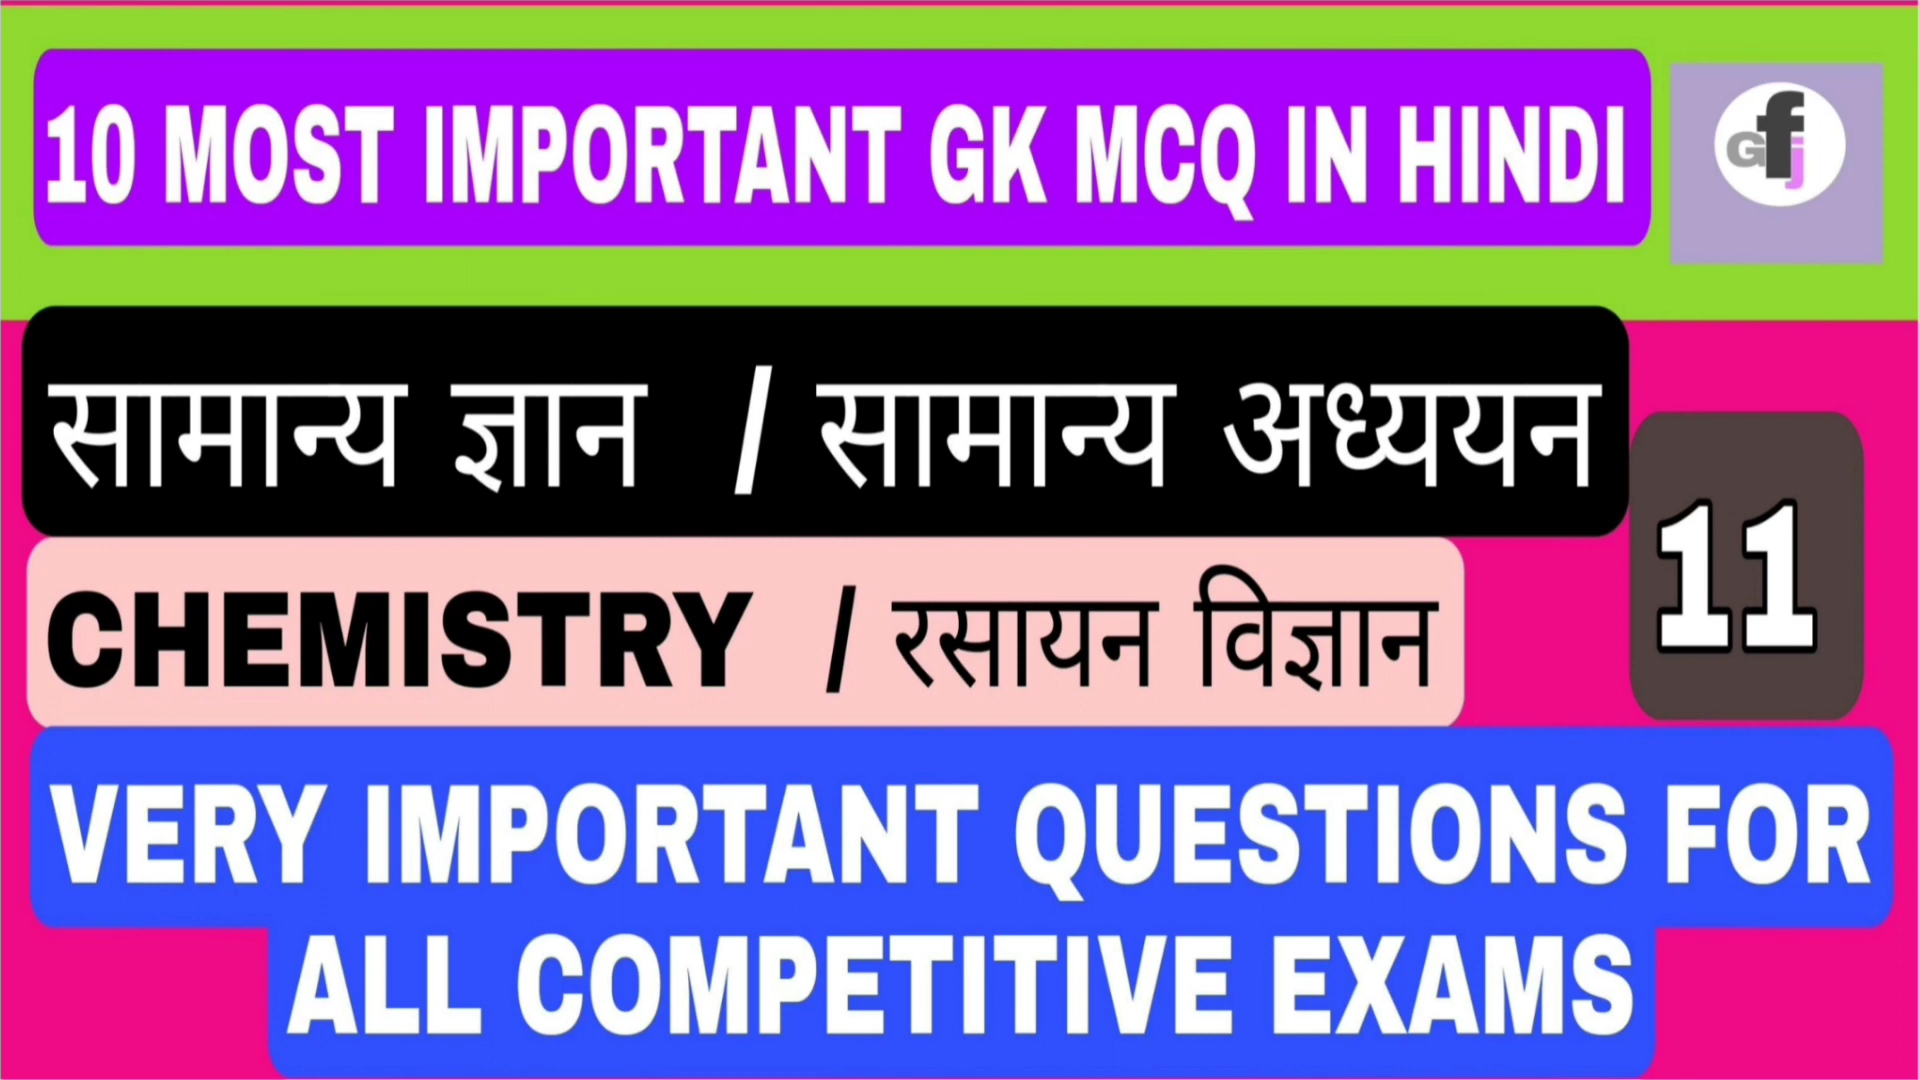 10 MOST IMPORTANT GK MCQ IN HINDI
Gfj
सामान्य ज्ञान / सामान्य अध्ययन
11
CHEMISTRY / रसायन विज्ञान
VERY IMPORTANT QUESTIONS FOR
ALL COMPETITIVE EXAMS